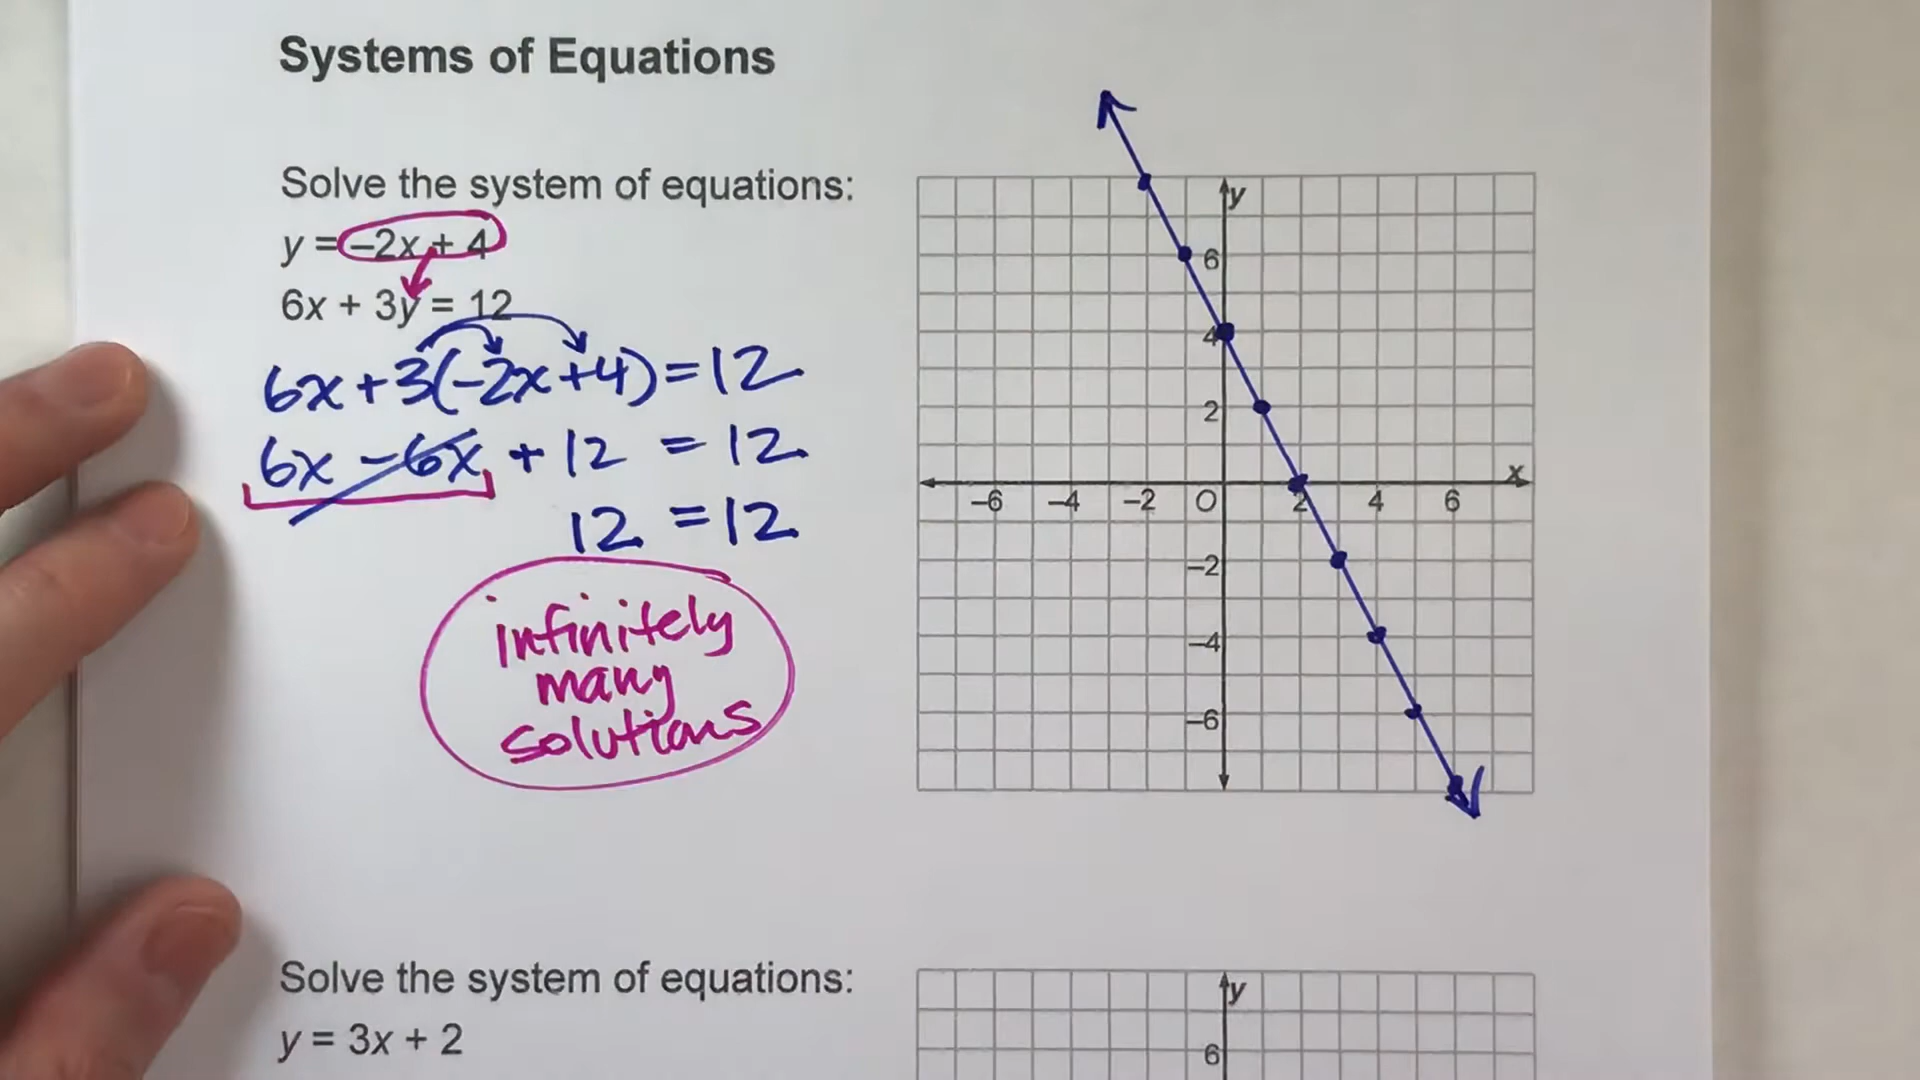 Systems of Equations
Solve the system of equations:
y = –2x + 4
6x + 3y = 12
6x+3(-2x+4)=12
6x -6x + 12 = 12
12 = 12
infinitely
many
solutions
y
6
4
2
x
–6 –4 –2 O 2 4 6
–2
–4
–6
Solve the system of equations:
y = 3x + 2
y
6